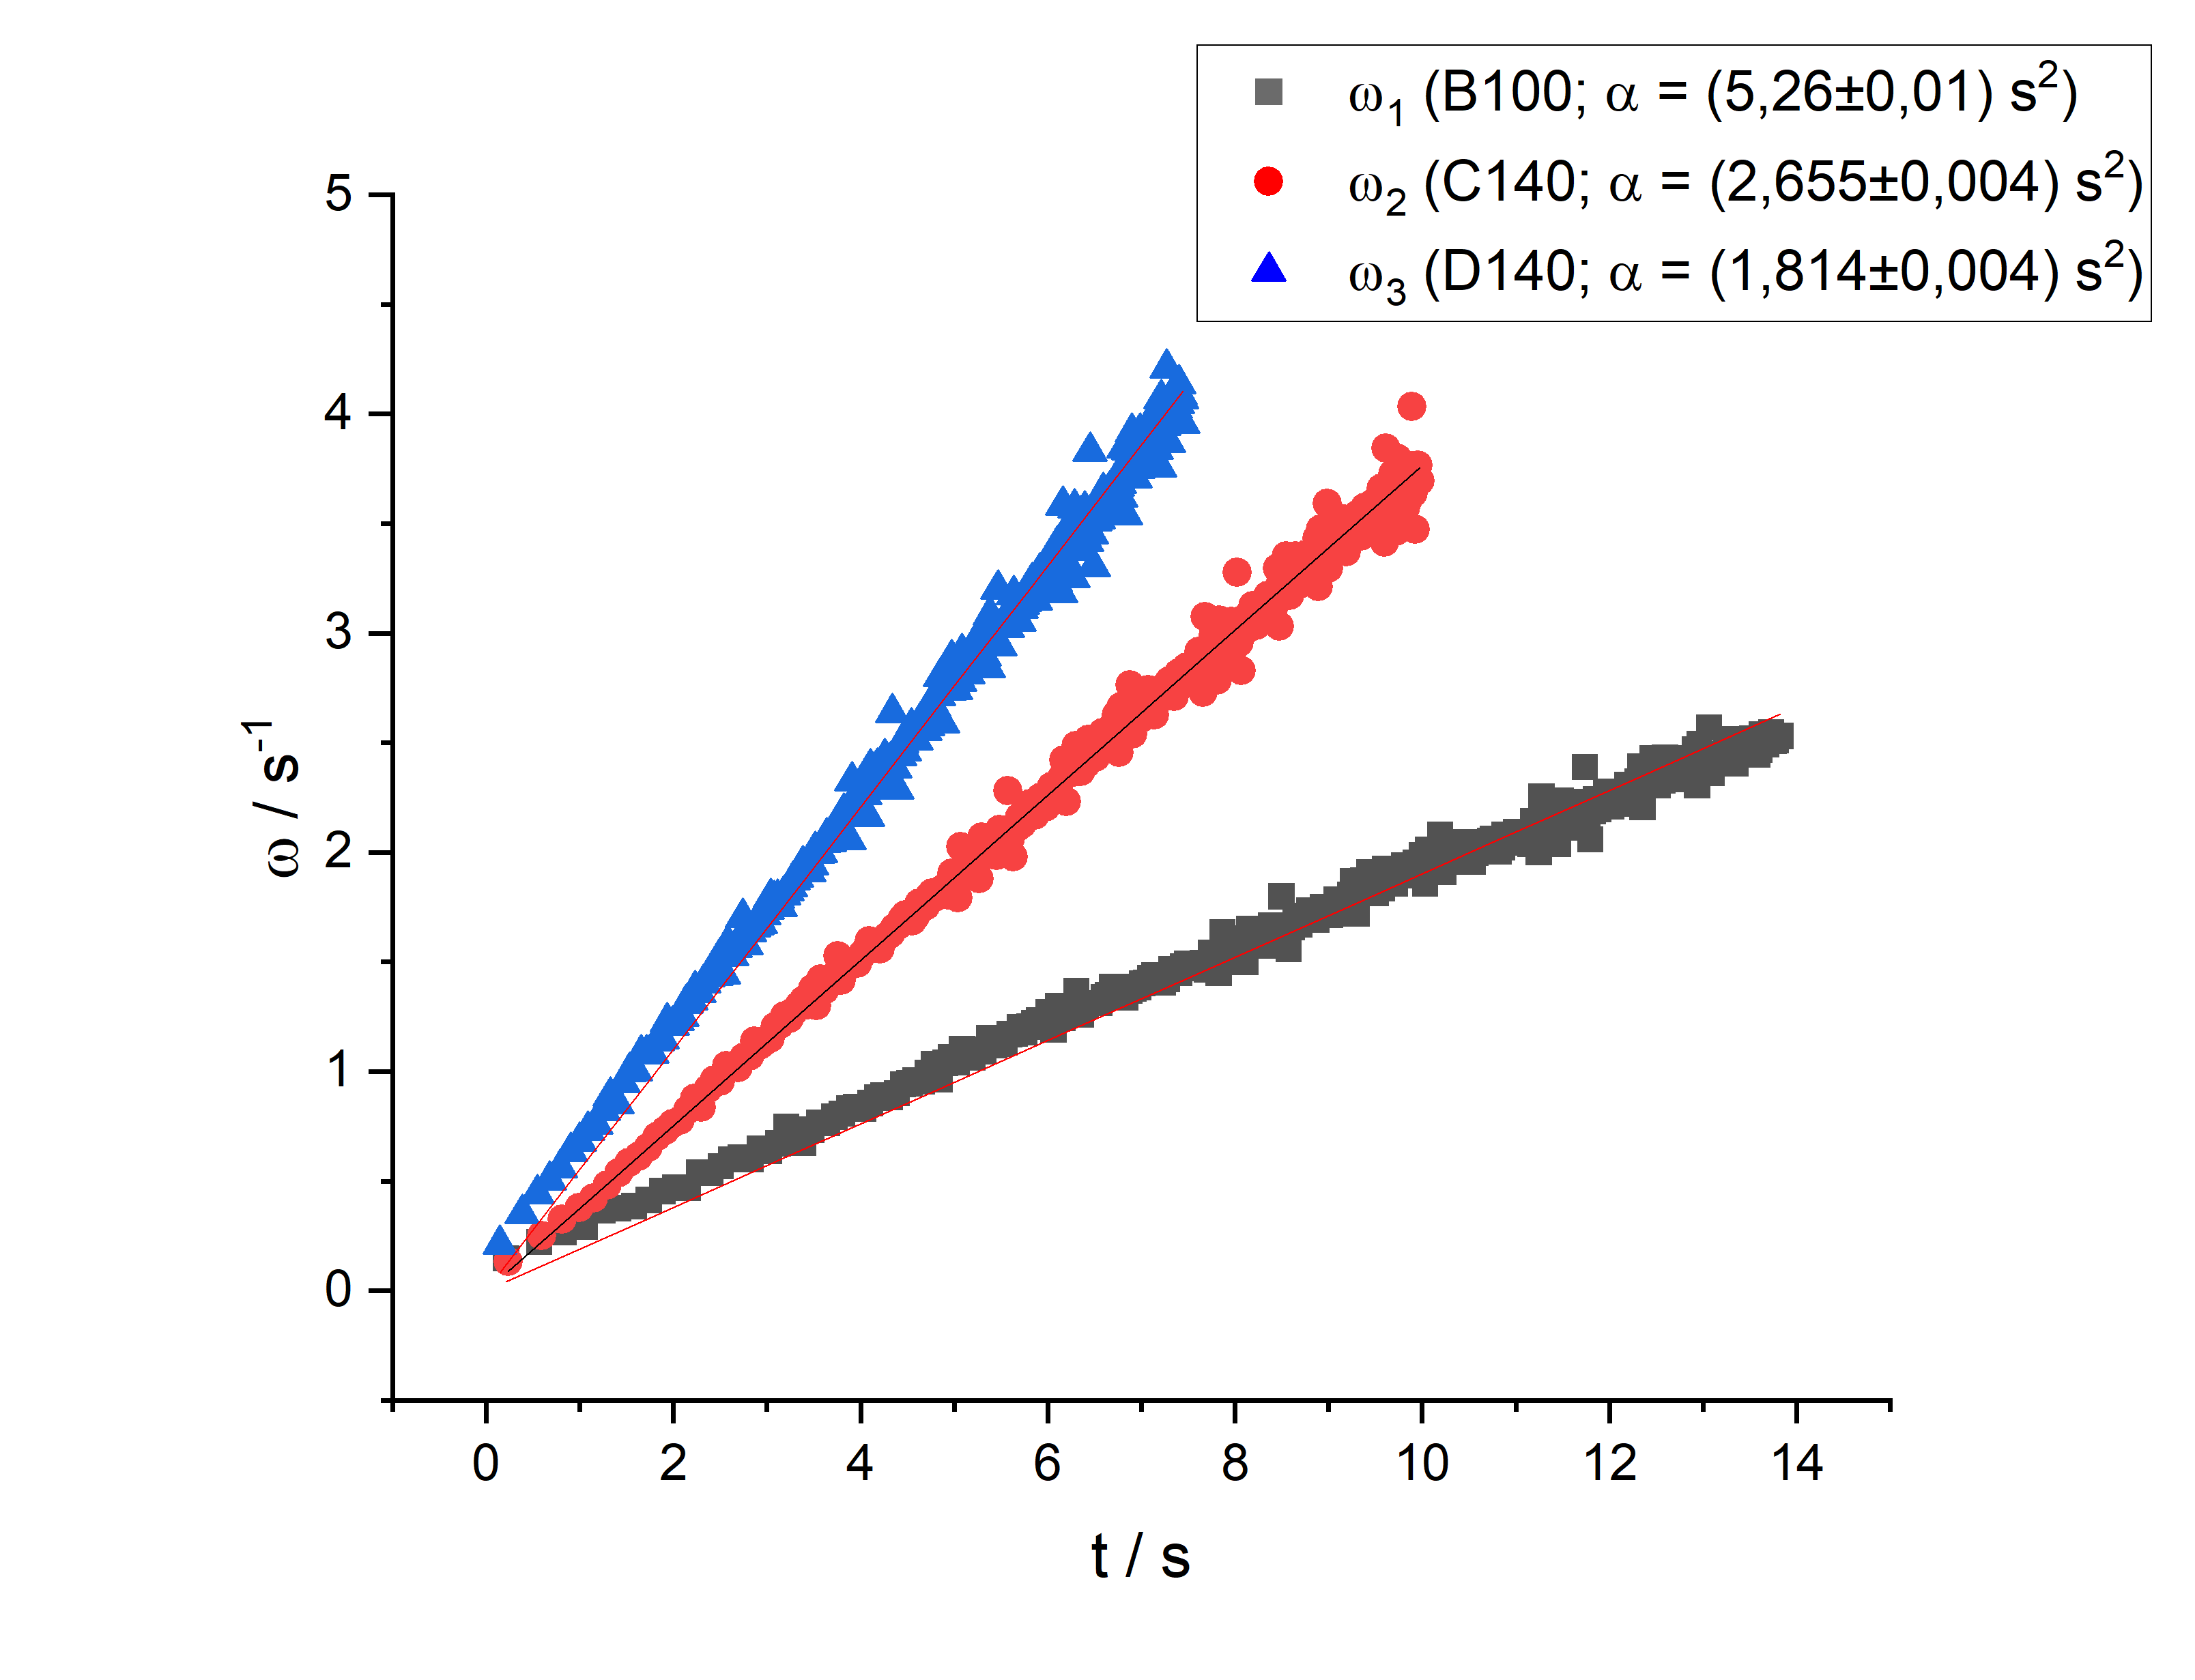 ω₁ (B100; α = (5,26±0,01) s²)
ω₂ (C140; α = (2,655±0,004) s²)
ω₃ (D140; α = (1,814±0,004) s²)
5
4
3
2
1
0
ω / s⁻¹
0 2 4 6 8 10 12 14
t / s